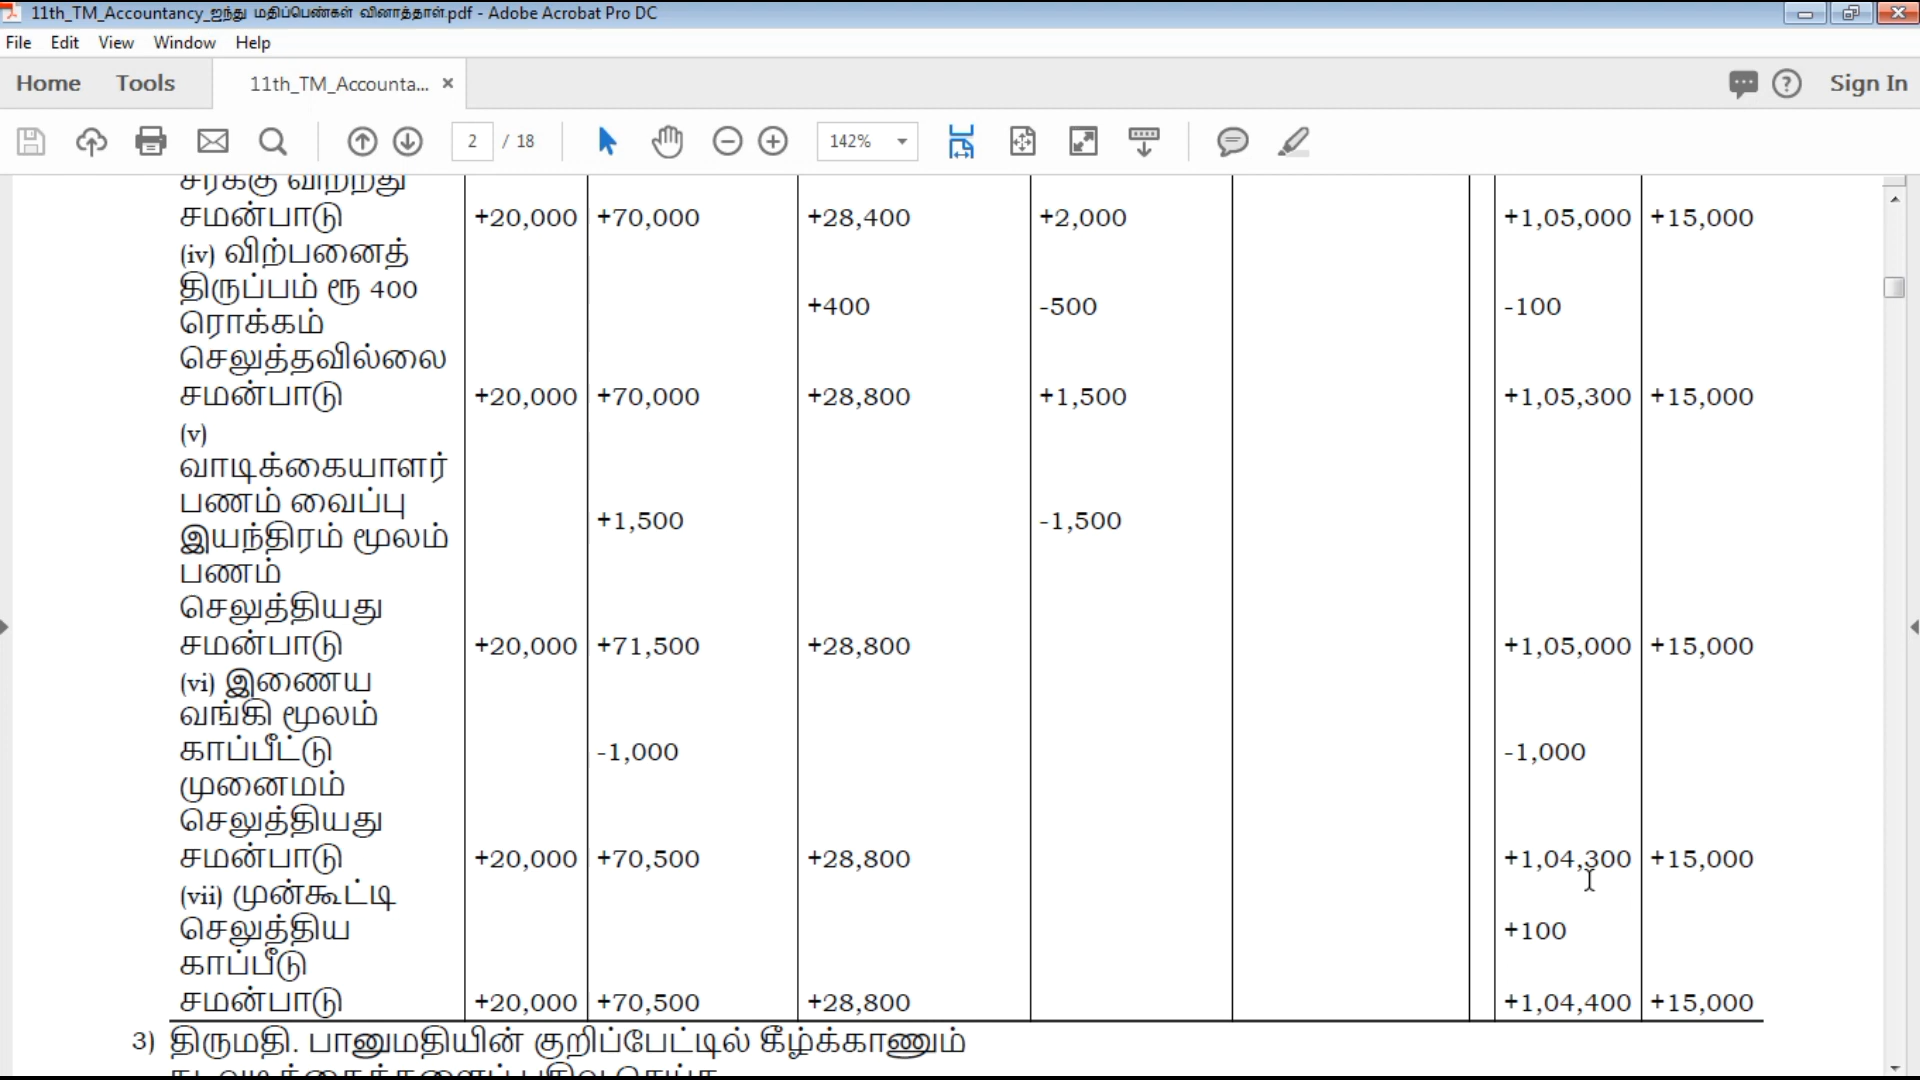 11th_TM_Accountancy_ஐந்து மதிப்பெண்கள் வினாத்தாள்.pdf - Adobe Acrobat Pro DC
File Edit View Window Help
Home Tools 11th_TM_Accounta... × Sign In
2 / 18 142%
சரக்கு விற்றது
சமன்பாடு +20,000 +70,000 +28,400 +2,000 +1,05,000 +15,000
(iv) விற்பனைத்
திருப்பம் ரூ 400
+400 -500 -100
ரொக்கம்
செலுத்தவில்லை
சமன்பாடு +20,000 +70,000 +28,800 +1,500 +1,05,300 +15,000
(v)
வாடிக்கையாளர்
பணம் வைப்பு
+1,500 -1,500
இயந்திரம் மூலம்
பணம்
செலுத்தியது
சமன்பாடு +20,000 +71,500 +28,800 +1,05,000 +15,000
(vi) இணைய
வங்கி மூலம்
காப்பீட்டு -1,000 -1,000
முனைமம்
செலுத்தியது
சமன்பாடு +20,000 +70,500 +28,800 +1,04,300 +15,000
(vii) முன்கூட்டி
செலுத்திய +100
காப்பீடு
சமன்பாடு +20,000 +70,500 +28,800 +1,04,400 +15,000
3) திருமதி. பானுமதியின் குறிப்பேட்டில் கீழ்க்காணும்